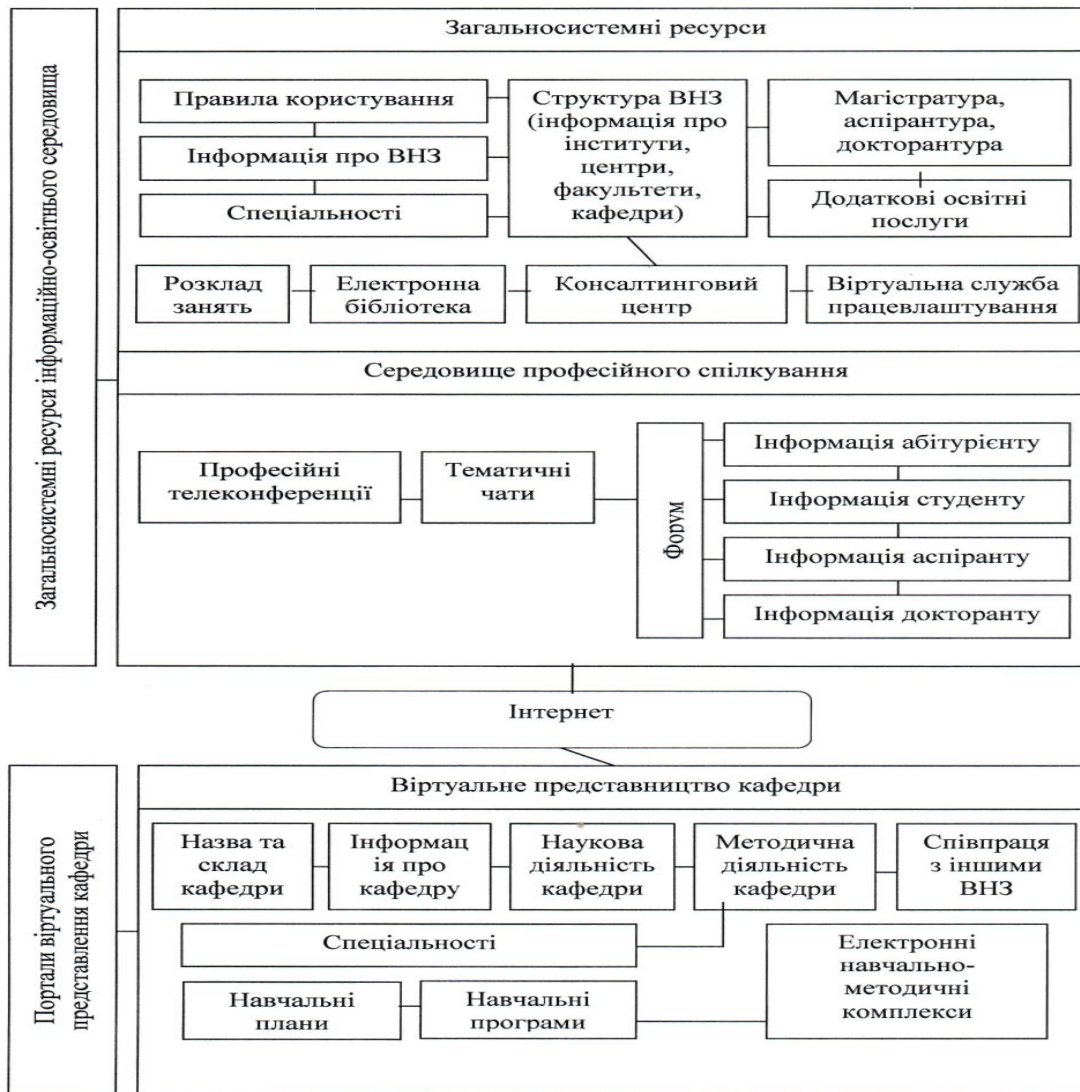 Загальносистемні ресурси інформаційно-освітнього середовища
Загальносистемні ресурси
Правила користування
Інформація про ВНЗ
Спеціальності
Структура ВНЗ
(інформація про
інститути,
центри,
факультети,
кафедри)
Магістратура,
аспірантура,
докторантура
Додаткові освітні
послуги
Розклад
занять
Електронна
бібліотека
Консалтинговий
центр
Віртуальна служба
працевлаштування
Середовище професійного спілкування
Професійні
телеконференції
Тематичні
чати
Форум
Інформація абітурієнту
Інформація студенту
Інформація аспіранту
Інформація докторанту
Інтернет
Портали віртуального
представлення кафедри
Віртуальне представництво кафедри
Назва та
склад
кафедри
Інформац
ія про
кафедру
Наукова
діяльність
кафедри
Методична
діяльність
кафедри
Співпраця
з іншими
ВНЗ
Спеціальності
Навчальні
плани
Навчальні
програми
Електронні
навчально-
методичні
комплекси